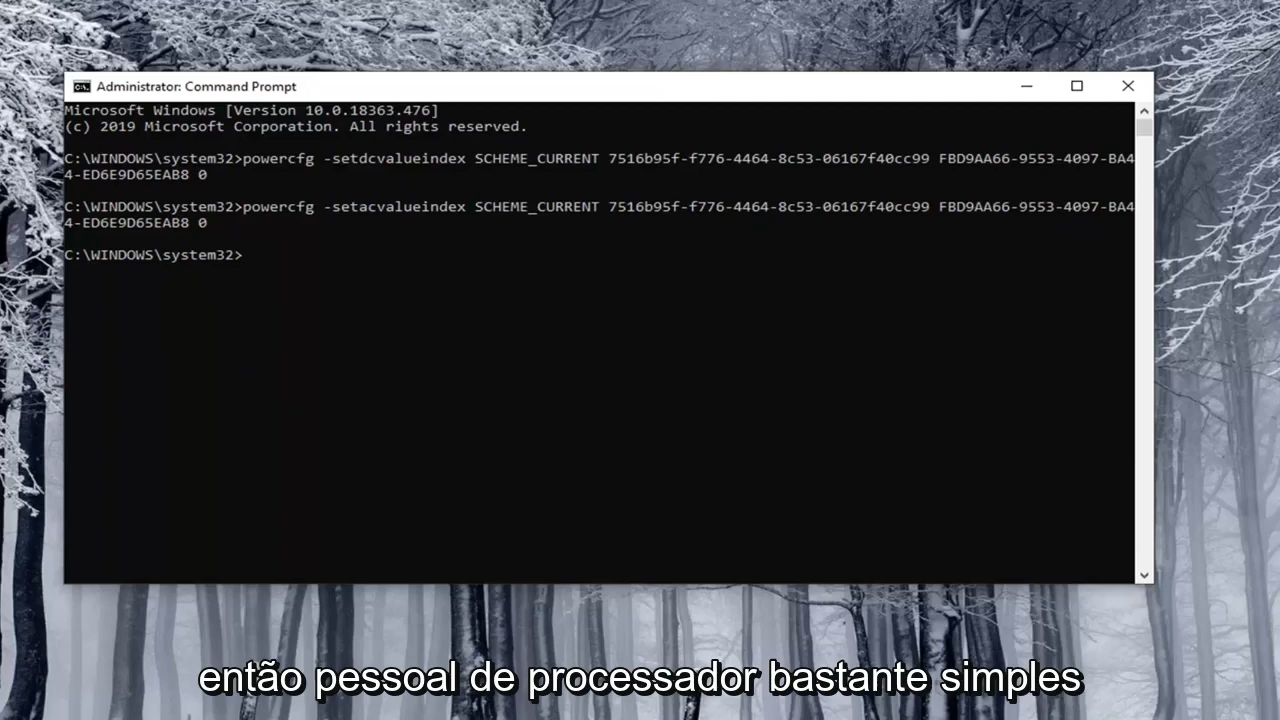 Administrator: Command Prompt
Microsoft Windows [Version 10.0.18363.476]
(c) 2019 Microsoft Corporation. All rights reserved.
C:\WINDOWS\system32>powercfg -setdcvalueindex SCHEME_CURRENT 7516b95f-f776-4464-8c53-06167f40cc99 FBD9AA66-9553-4097-BA4
4-ED6E9D65EAB8 0
C:\WINDOWS\system32>powercfg -setacvalueindex SCHEME_CURRENT 7516b95f-f776-4464-8c53-06167f40cc99 FBD9AA66-9553-4097-BA4
4-ED6E9D65EAB8 0
C:\WINDOWS\system32>
então pessoal de processador bastante simples